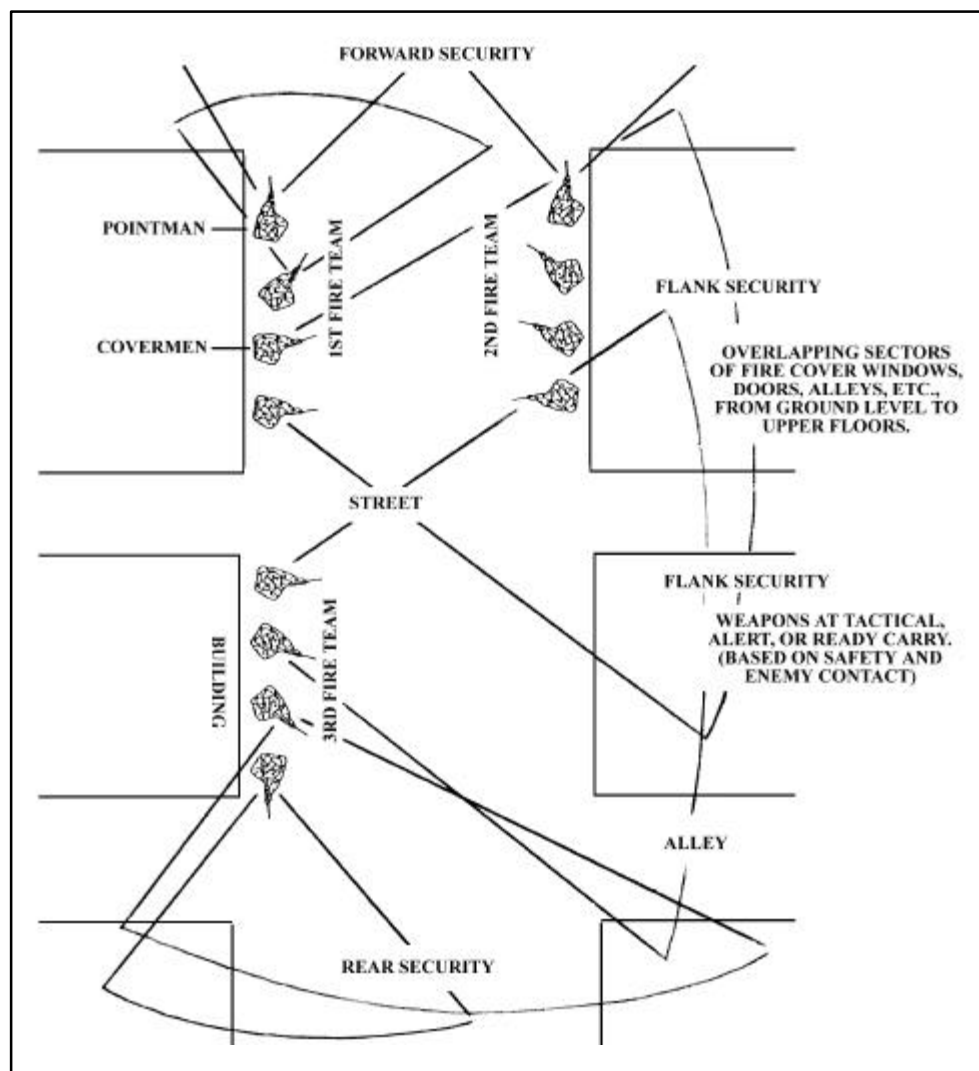 FORWARD SECURITY
POINTMAN
1ST FIRE TEAM
2ND FIRE TEAM
FLANK SECURITY
COVERMEN
OVERLAPPING SECTORS
OF FIRE COVER WINDOWS,
DOORS, ALLEYS, ETC.,
FROM GROUND LEVEL TO
UPPER FLOORS.
STREET
FLANK SECURITY
WEAPONS AT TACTICAL,
ALERT, OR READY CARRY.
(BASED ON SAFETY AND
ENEMY CONTACT)
BUILDING
3RD FIRE TEAM
ALLEY
REAR SECURITY